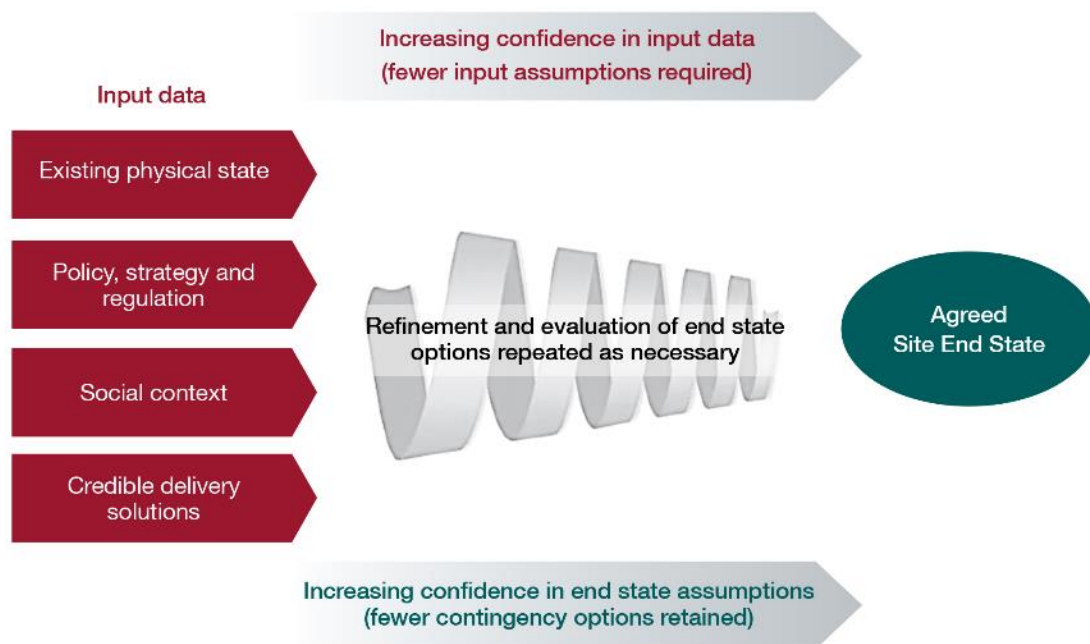 Increasing confidence in input data
(fewer input assumptions required)
Input data
Existing physical state
Policy, strategy and
regulation
Social context
Credible delivery
solutions
Refinement and evaluation of end state
options repeated as necessary
Agreed
Site End State
Increasing confidence in end state assumptions
(fewer contingency options retained)